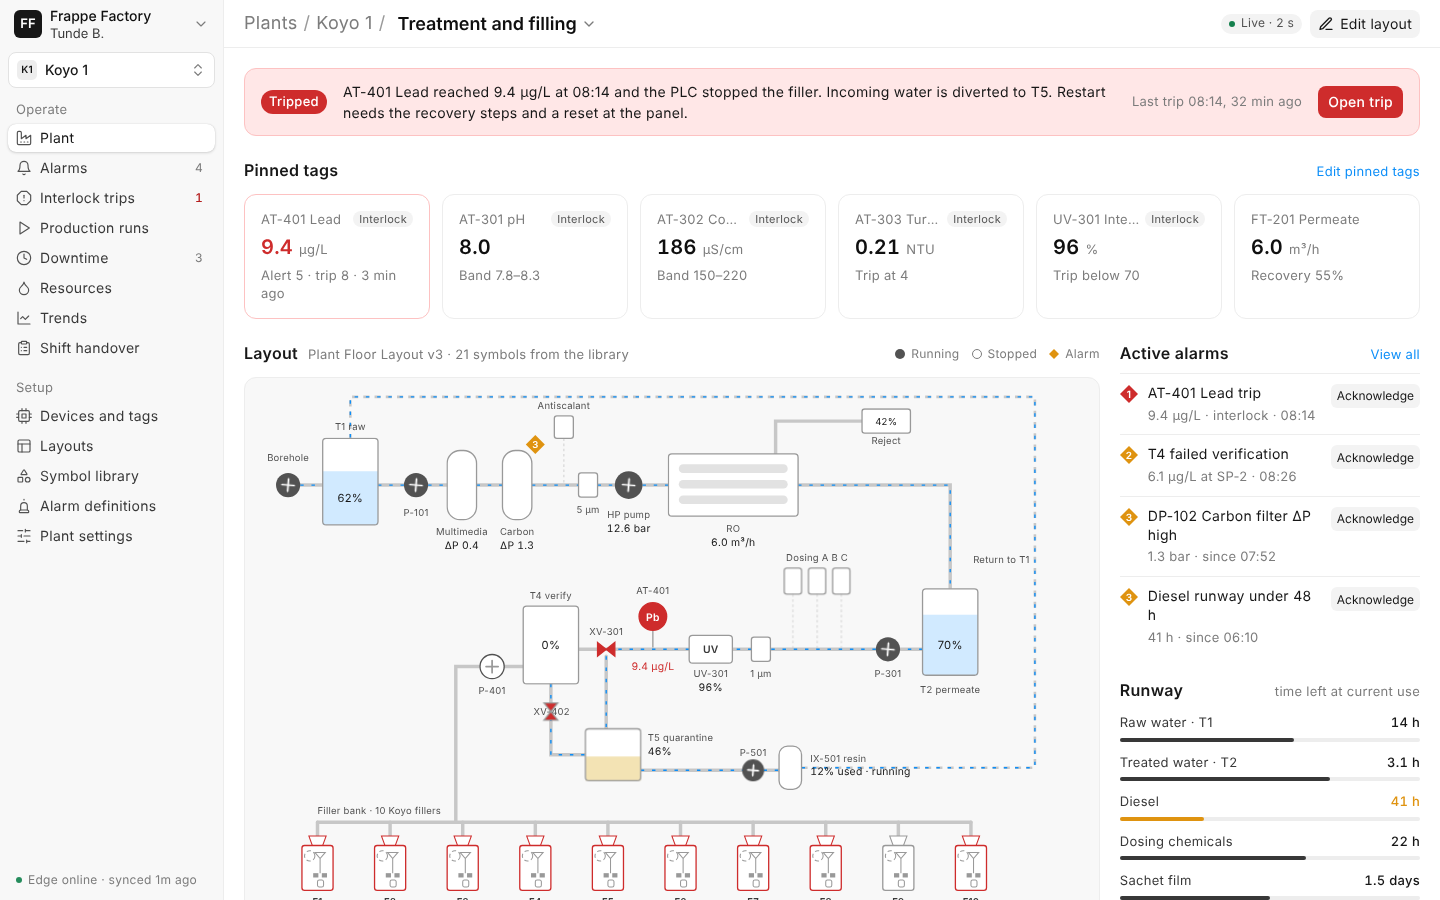 FF
Frappe Factory
Tunde B.
K1
Koyo 1
Operate
Plant
Alarms
4
Interlock trips
1
Production runs
Downtime
3
Resources
Trends
Shift handover
Setup
Devices and tags
Layouts
Symbol library
Alarm definitions
Plant settings
Edge online · synced 1m ago
Plants / Koyo 1 / Treatment and filling
Live · 2 s
Edit layout
Tripped
AT-401 Lead reached 9.4 µg/L at 08:14 and the PLC stopped the filler. Incoming water is diverted to T5. Restart
needs the recovery steps and a reset at the panel.
Last trip 08:14, 32 min ago
Open trip
Pinned tags
Edit pinned tags
AT-401 Lead
Interlock
9.4 µg/L
Alert 5 · trip 8 · 3 min
ago
AT-301 pH
Interlock
8.0
Band 7.8–8.3
AT-302 Co...
Interlock
186 µS/cm
Band 150–220
AT-303 Tur...
Interlock
0.21 NTU
Trip at 4
UV-301 Inte...
Interlock
96 %
Trip below 70
FT-201 Permeate
6.0 m³/h
Recovery 55%
Layout
Plant Floor Layout v3 · 21 symbols from the library
Running
Stopped
Alarm
Antiscalant
T1 raw
42%
Reject
3
Borehole
62%
P-101
Multimedia
ΔP 0.4
Carbon
ΔP 1.3
5 µm
HP pump
12.6 bar
RO
6.0 m³/h
Dosing A B C
Return to T1
T4 verify
AT-401
Pb
XV-301
0%
UV
70%
9.4 µg/L
UV-301
96%
1 µm
P-301
P-401
T2 permeate
XV-402
T5 quarantine
46%
P-501
IX-501 resin
12% used · running
Filler bank · 10 Koyo fillers
Active alarms
View all
1
AT-401 Lead trip
9.4 µg/L · interlock · 08:14
Acknowledge
2
T4 failed verification
6.1 µg/L at SP-2 · 08:26
Acknowledge
3
DP-102 Carbon filter ΔP
high
1.3 bar · since 07:52
Acknowledge
3
Diesel runway under 48
h
41 h · since 06:10
Acknowledge
Runway
time left at current use
Raw water · T1
14 h
Treated water · T2
3.1 h
Diesel
41 h
Dosing chemicals
22 h
Sachet film
1.5 days